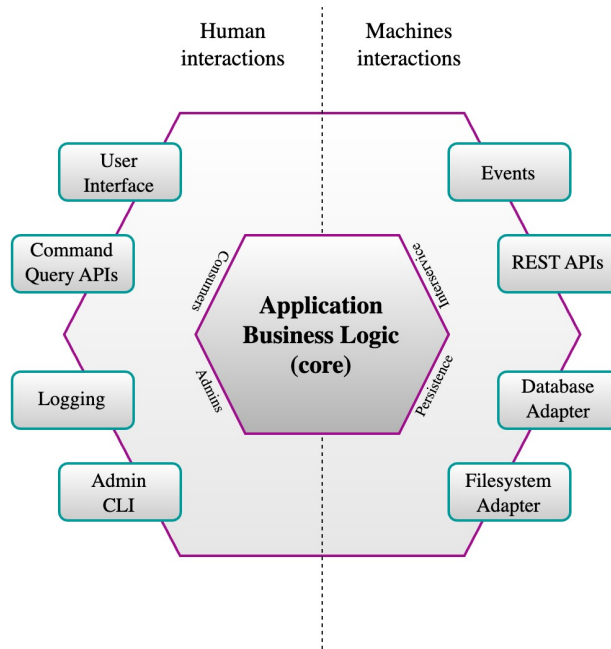 Human
interactions
Machines
interactions
User
Interface
Events
Command
Query APIs
REST APIs
Consumers
Interservice
Application
Business Logic
(core)
Admins
Persistence
Logging
Database
Adapter
Admin
CLI
Filesystem
Adapter